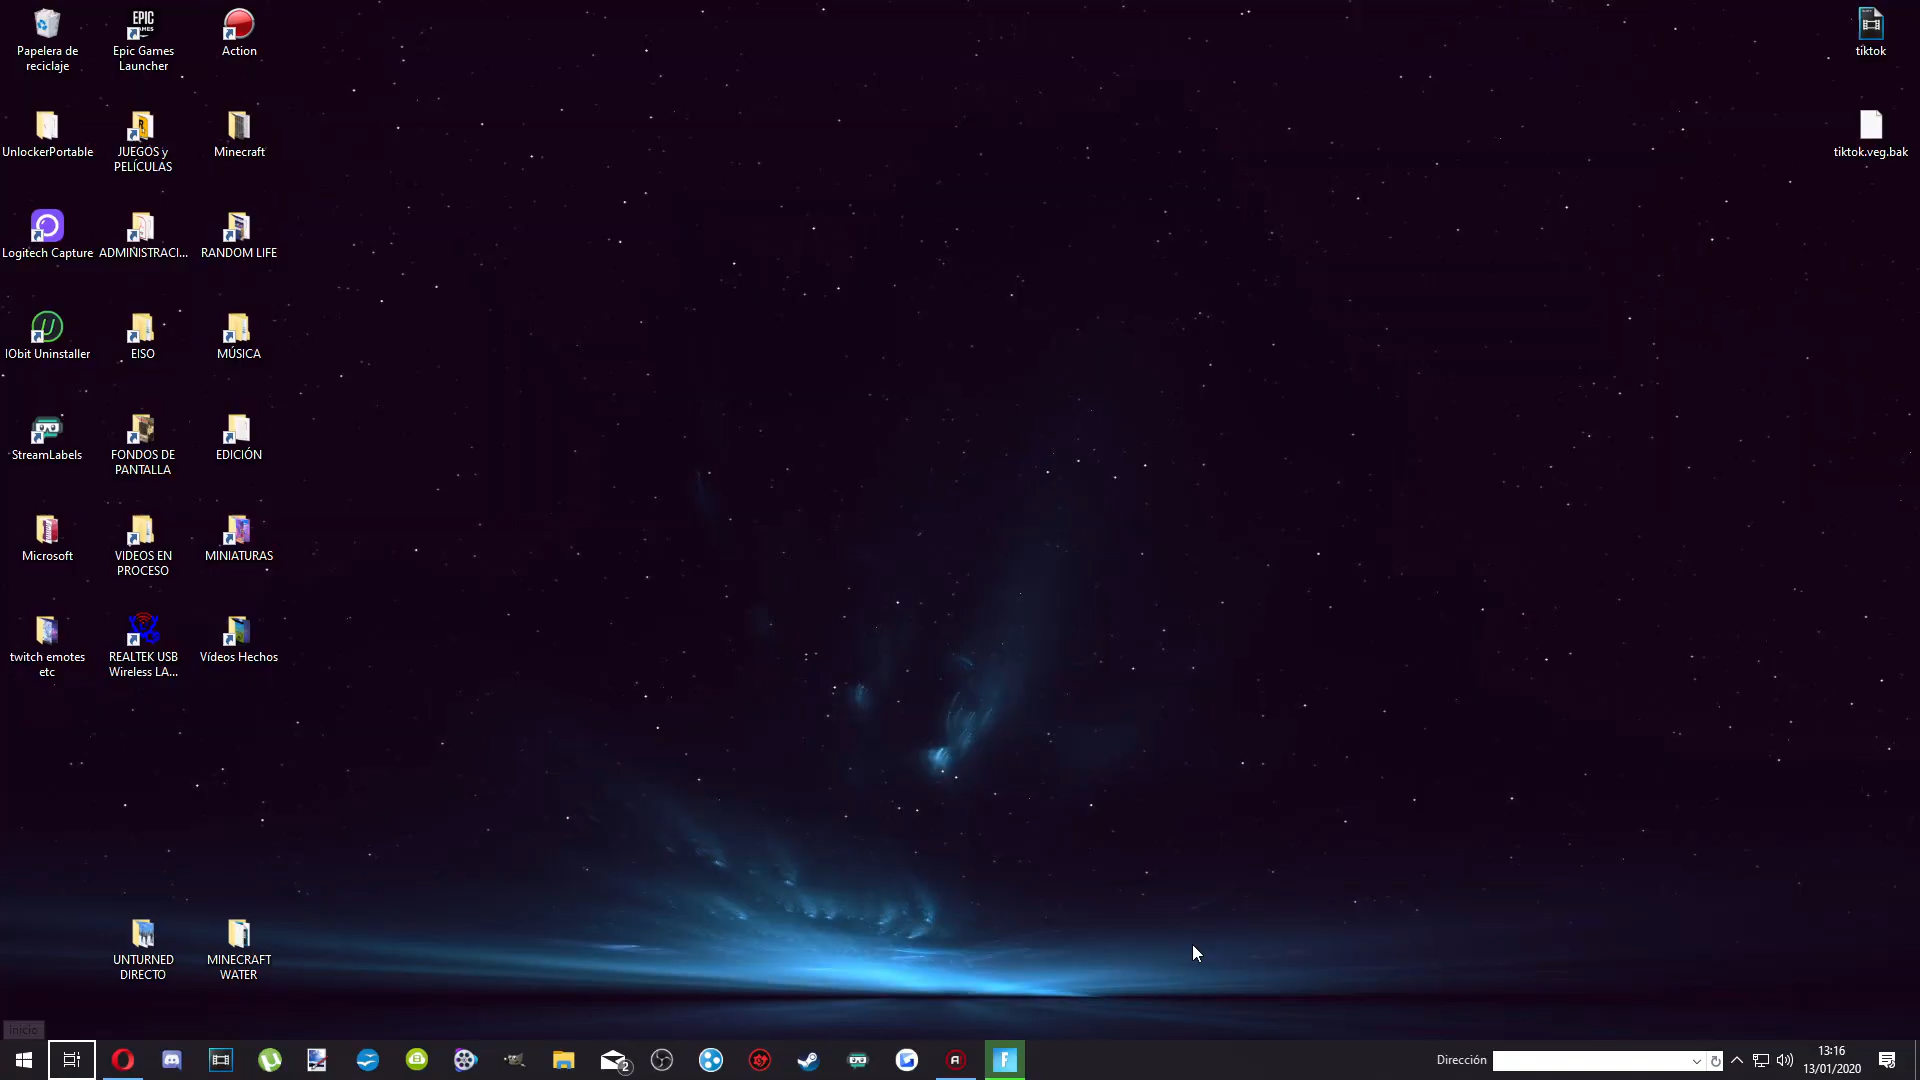 Papelera de
reciclaje
EPIC
GAMES
Epic Games
Launcher
Action
tiktok
UnlockerPortable
JUEGOS y
PELÍCULAS
Minecraft
tiktok.veg.bak
Logitech Capture
ADMINISTRACI...
RANDOM LIFE
IObit Uninstaller
EISO
MÚSICA
StreamLabels
FONDOS DE
PANTALLA
EDICIÓN
Microsoft
VIDEOS EN
PROCESO
MINIATURAS
twitch emotes
etc
REALTEK USB
Wireless LA...
Vídeos Hechos
UNTURNED
DIRECTO
MINECRAFT
WATER
inicio
2
F
Dirección
13:16
13/01/2020